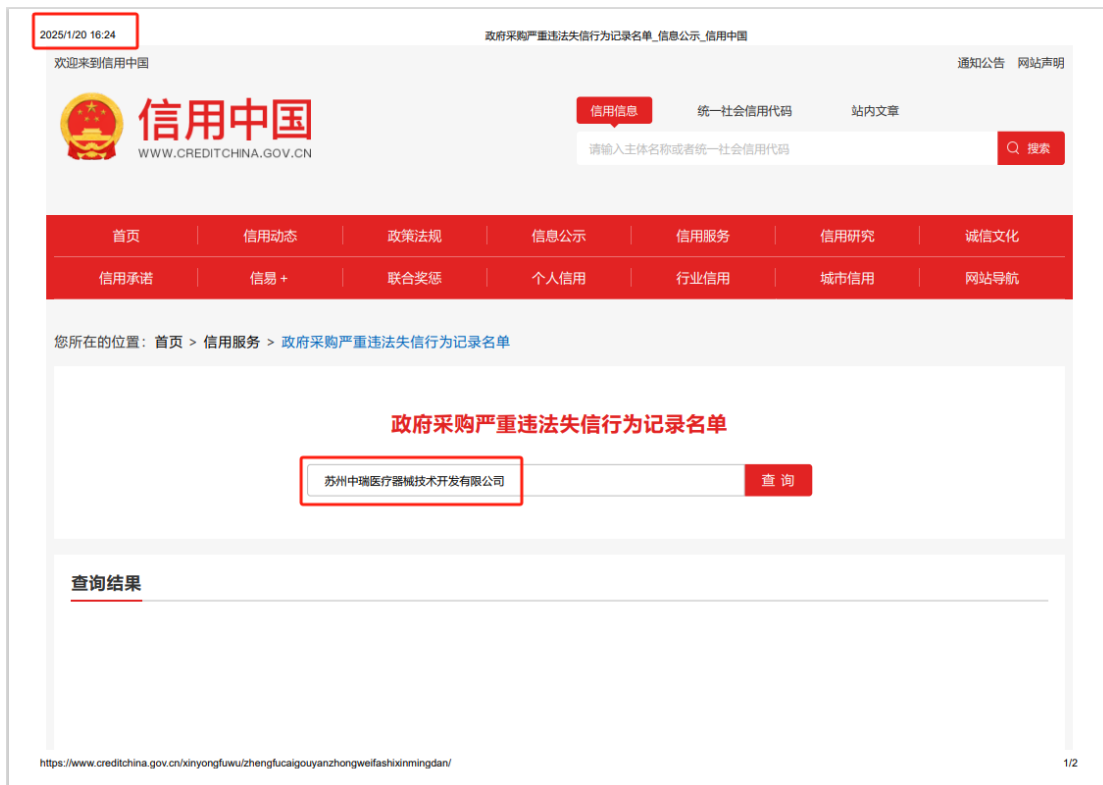 2025/1/20 16:24 政府采购严重违法失信行为记录名单_信息公示_信用中国
欢迎来到信用中国 通知公告 网站声明
信用中国
WWW.CREDITCHINA.GOV.CN
信用信息 统一社会信用代码 站内文章
请输入主体名称或者统一社会信用代码 搜索
首页 信用动态 政策法规 信息公示 信用服务 信用研究 诚信文化
信用承诺 信易+ 联合奖惩 个人信用 行业信用 城市信用 网站导航
您所在的位置：首页 > 信用服务 > 政府采购严重违法失信行为记录名单
政府采购严重违法失信行为记录名单
苏州中瑞医疗器械技术开发有限公司 查询
查询结果
https://www.creditchina.gov.cn/xinyongfuwu/zhengfucaigouyanzhongweifashixinmingdan/ 1/2